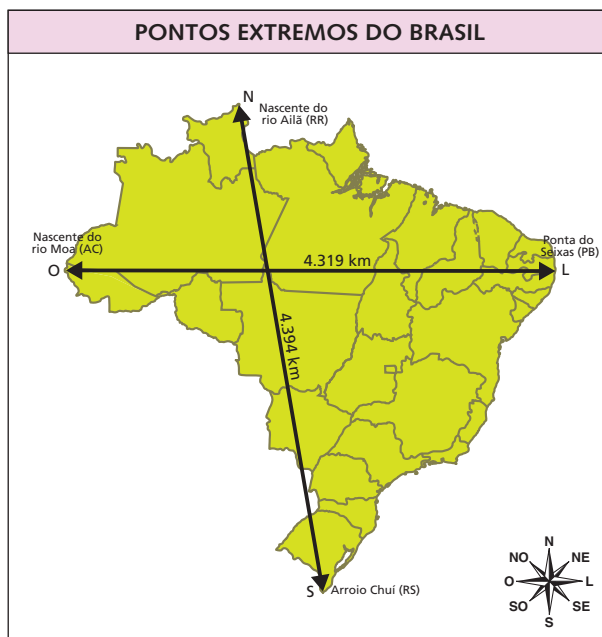 PONTOS EXTREMOS DO BRASIL
N
Nascente do
rio Ailã (RR)
Nascente do
rio Moa (AC)
O
4.319 km
Ponta do
Seixas (PB)
L
4.394 km
S
Arroio Chuí (RS)
N
NO
NE
O
L
SO
SE
S